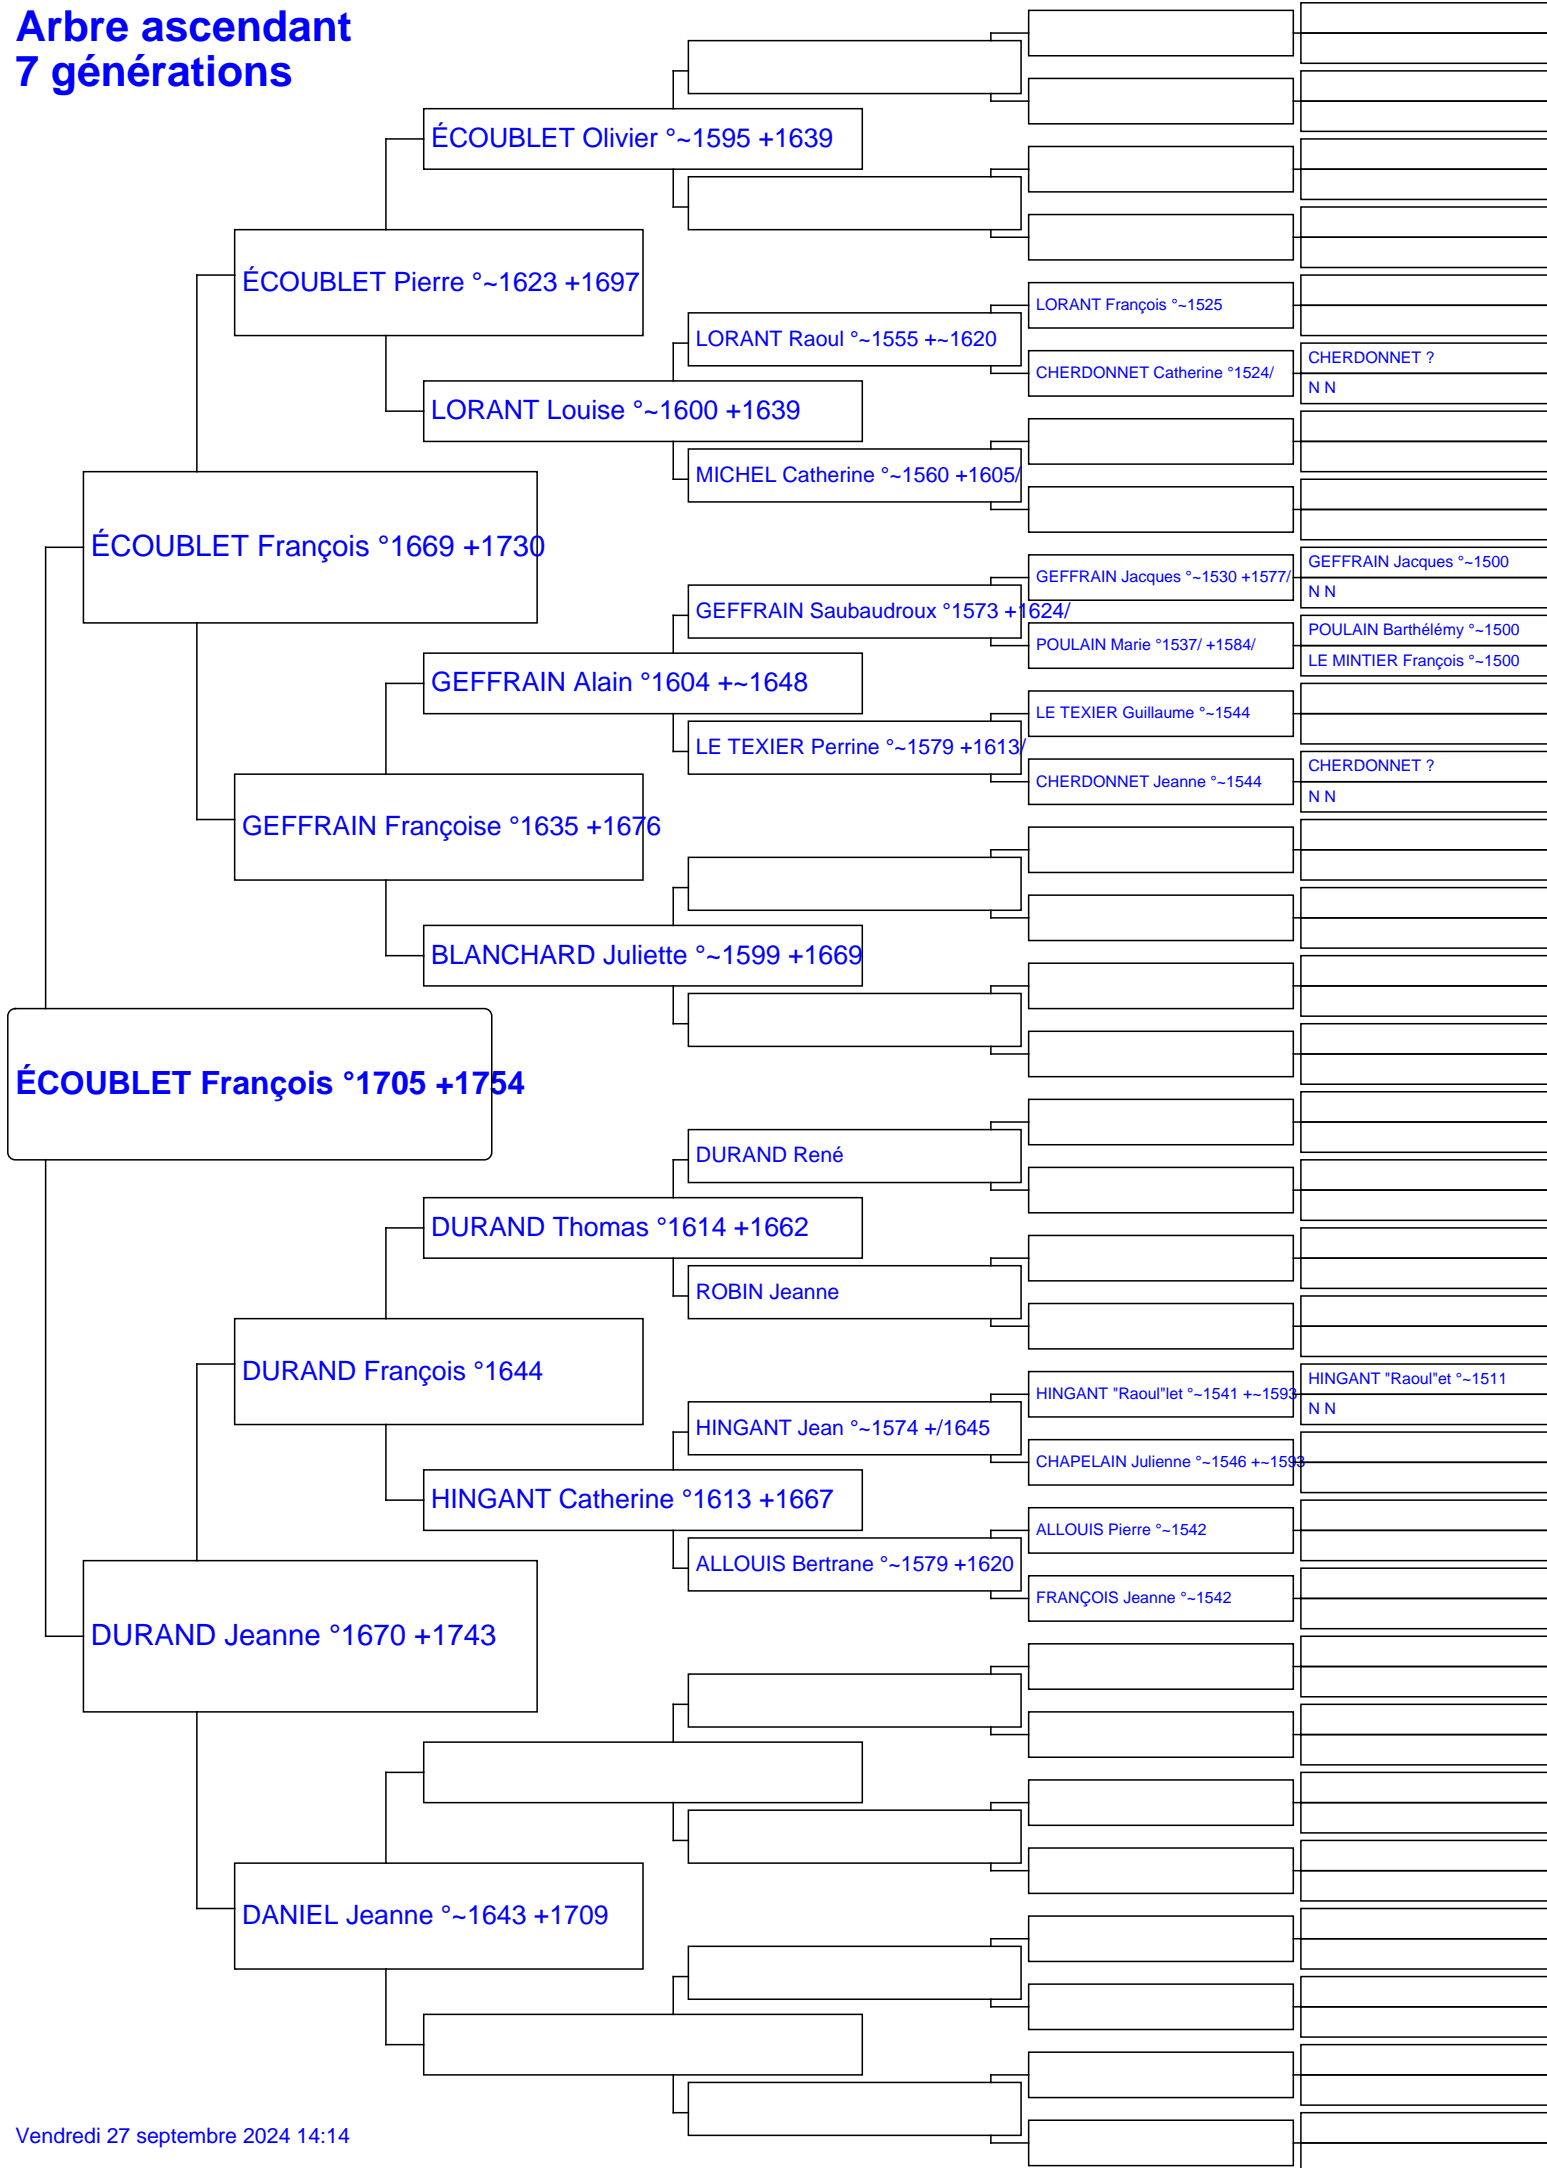 Arbre ascendant
7 générations
ÉCOUBLET Olivier °~1595 +1639
ÉCOUBLET Pierre °~1623 +1697
LORANT François °~1525
LORANT Raoul °~1555 +~1620
CHERDONNET ?
CHERDONNET Catherine °1524/
N N
LORANT Louise °~1600 +1639
MICHEL Catherine °~1560 +1605/
ÉCOUBLET François °1669 +1730
GEFFRAIN Jacques °~1500
GEFFRAIN Jacques °~1530 +1577/
N N
GEFFRAIN Saubaudroux °1573 +1624/
POULAIN Barthélémy °~1500
POULAIN Marie °1537/ +1584/
LE MINTIER François °~1500
GEFFRAIN Alain °1604 +~1648
LE TEXIER Guillaume °~1544
LE TEXIER Perrine °~1579 +1613/
CHERDONNET ?
CHERDONNET Jeanne °~1544
N N
GEFFRAIN Françoise °1635 +1676
BLANCHARD Juliette °~1599 +1669
ÉCOUBLET François °1705 +1754
DURAND René
DURAND Thomas °1614 +1662
ROBIN Jeanne
DURAND François °1644
HINGANT "Raoul"et °~1511
HINGANT "Raoul"let °~1541 +~1593
N N
HINGANT Jean °~1574 +/1645
CHAPELAIN Julienne °~1546 +~1593
HINGANT Catherine °1613 +1667
ALLOUIS Pierre °~1542
ALLOUIS Bertrane °~1579 +1620
FRANÇOIS Jeanne °~1542
DURAND Jeanne °1670 +1743
DANIEL Jeanne °~1643 +1709
Vendredi 27 septembre 2024 14:14